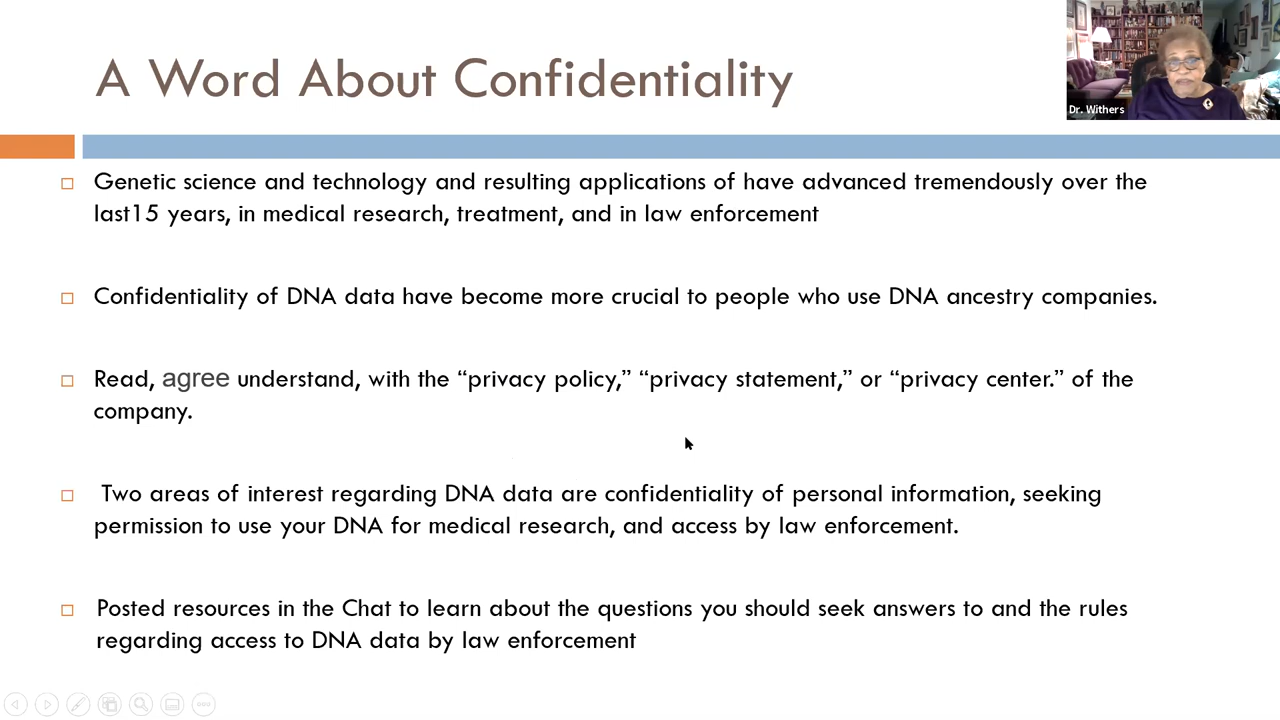 A Word About Confidentiality
Dr. Withers
Genetic science and technology and resulting applications of have advanced tremendously over the
last15 years, in medical research, treatment, and in law enforcement
Confidentiality of DNA data have become more crucial to people who use DNA ancestry companies.
Read, agree understand, with the “privacy policy,” “privacy statement,” or “privacy center.” of the
company.
Two areas of interest regarding DNA data are confidentiality of personal information, seeking
permission to use your DNA for medical research, and access by law enforcement.
Posted resources in the Chat to learn about the questions you should seek answers to and the rules
regarding access to DNA data by law enforcement